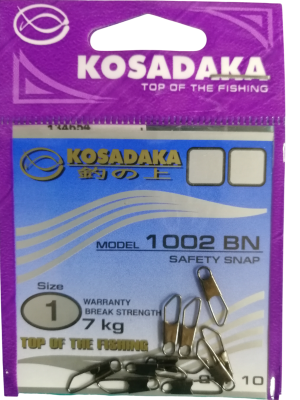 KOSADAKA
TOP OF THE FISHING
KOSADAKA
釣の上
MODEL 1002 BN
SAFETY SNAP
Size
1
WARRANTY
BREAK STRENGTH
7 kg
TOP OF THE FISHING
10